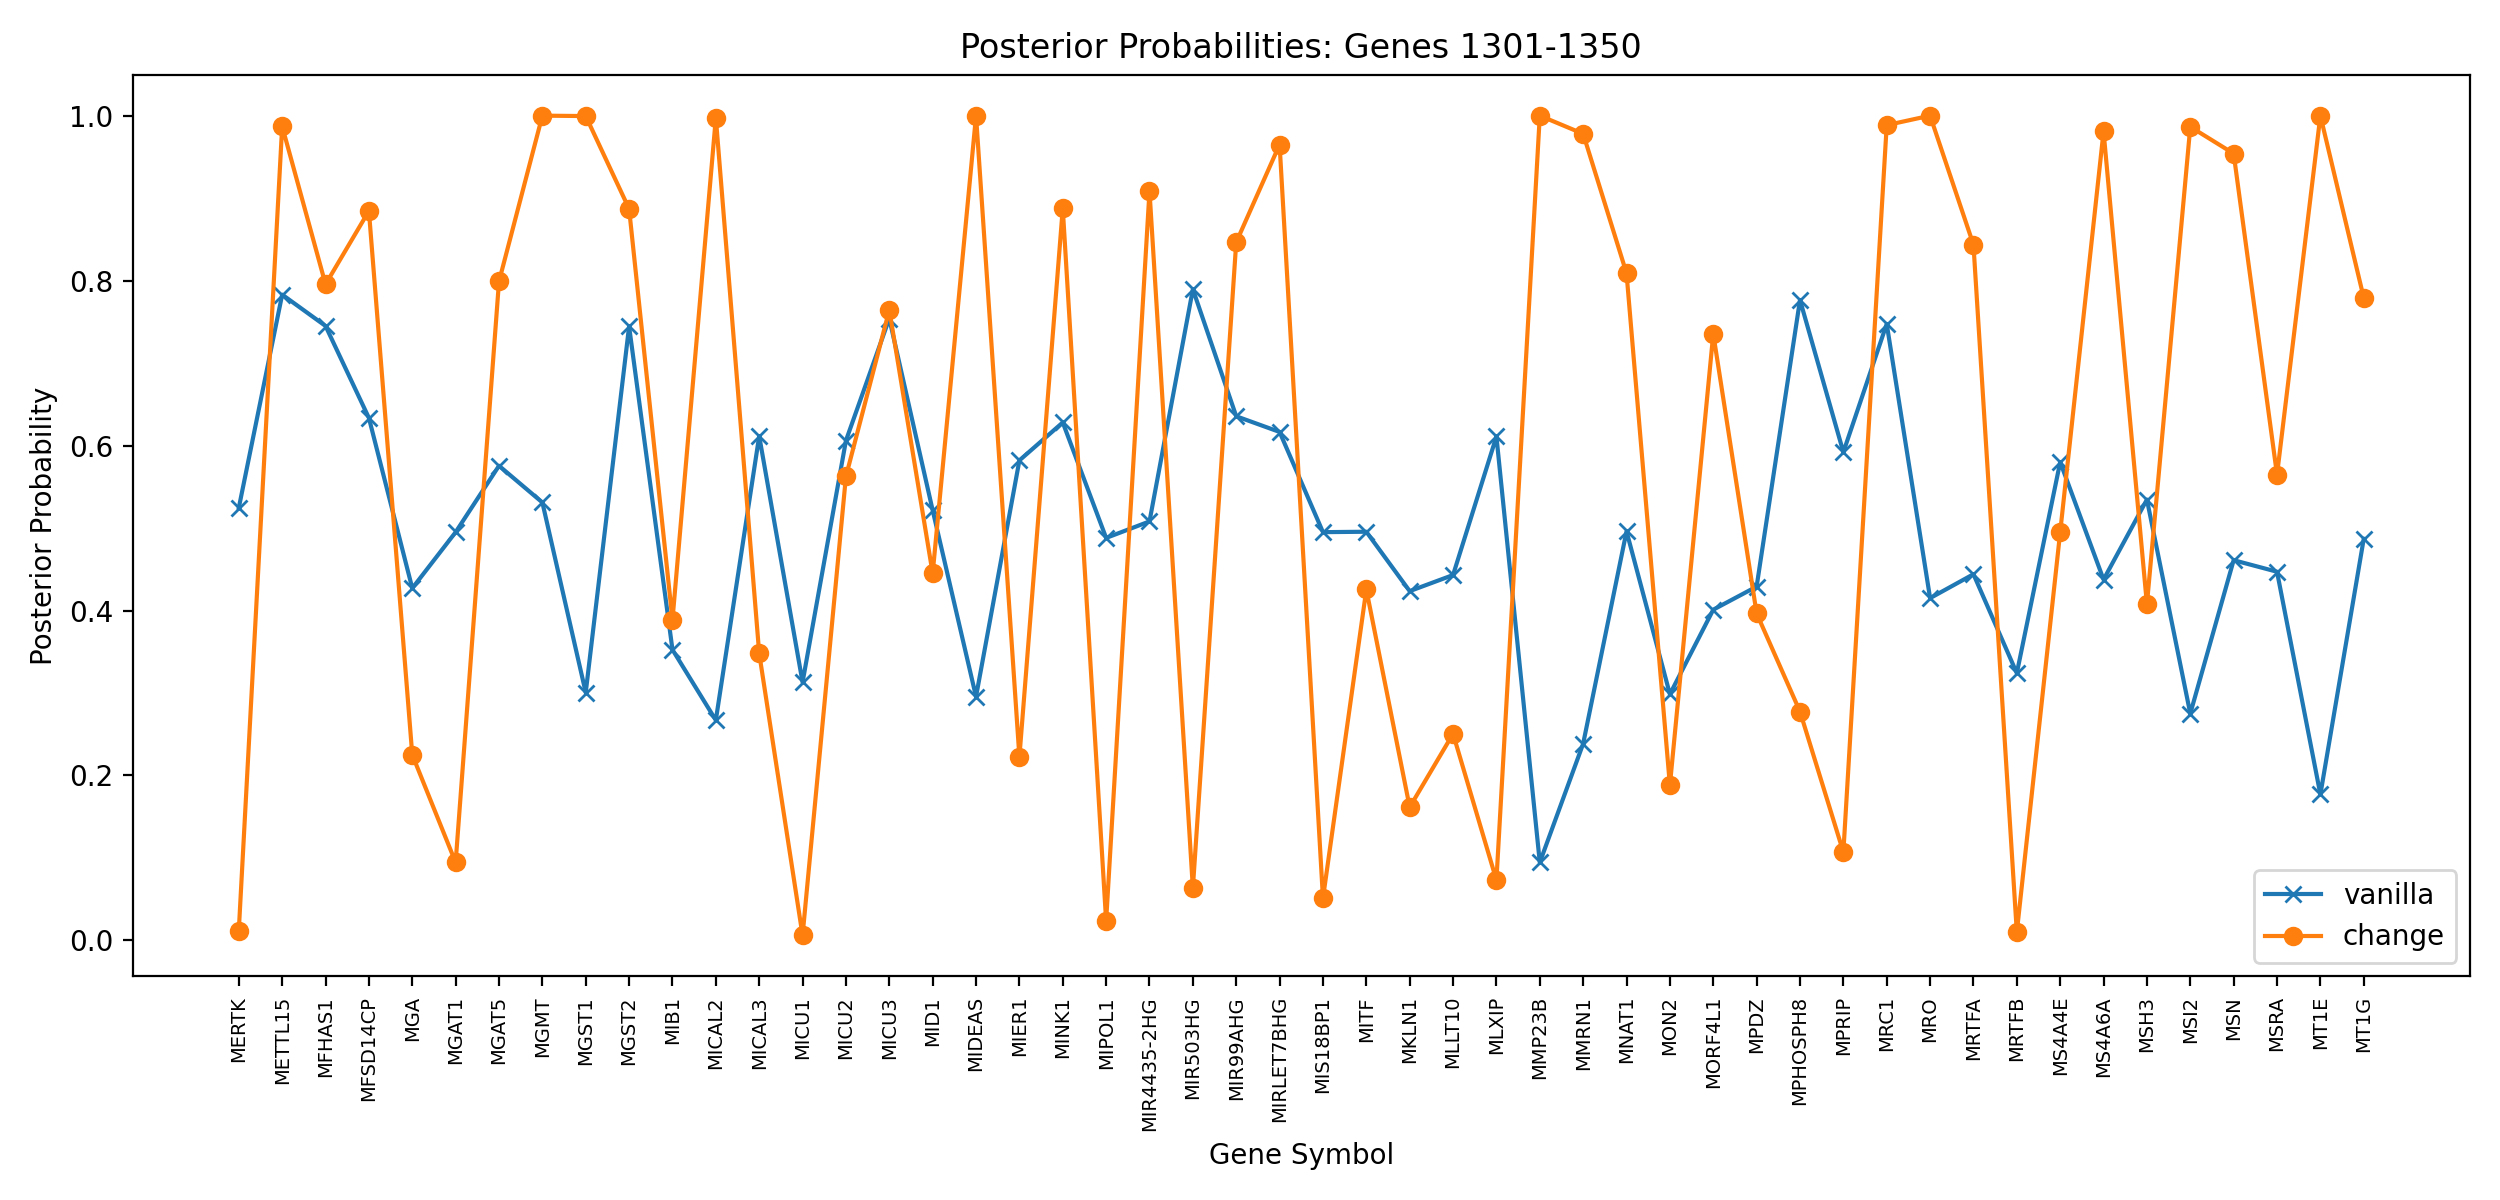 Posterior Probabilities: Genes 1301-1350
Posterior Probability
1.0
0.8
0.6
0.4
0.2
0.0
vanilla
change
MERTK
METTL15
MFHAS1
MFSD14CP
MGA
MGAT1
MGAT5
MGMT
MGST1
MGST2
MIB1
MICAL2
MICAL3
MICU1
MICU2
MICU3
MID1
MIDEAS
MIER1
MINK1
MIPOL1
MIR4435-2HG
MIR503HG
MIR99AHG
MIRLET7BHG
MIS18BP1
MITF
MKLN1
MLLT10
MLXIP
MMP23B
MMRN1
MNAT1
MON2
MORF4L1
MPDZ
MPHOSPH8
MPRIP
MRC1
MRO
MRTFA
MRTFB
MS4A4E
MS4A6A
MSH3
MSI2
MSN
MSRA
MT1E
MT1G
Gene Symbol